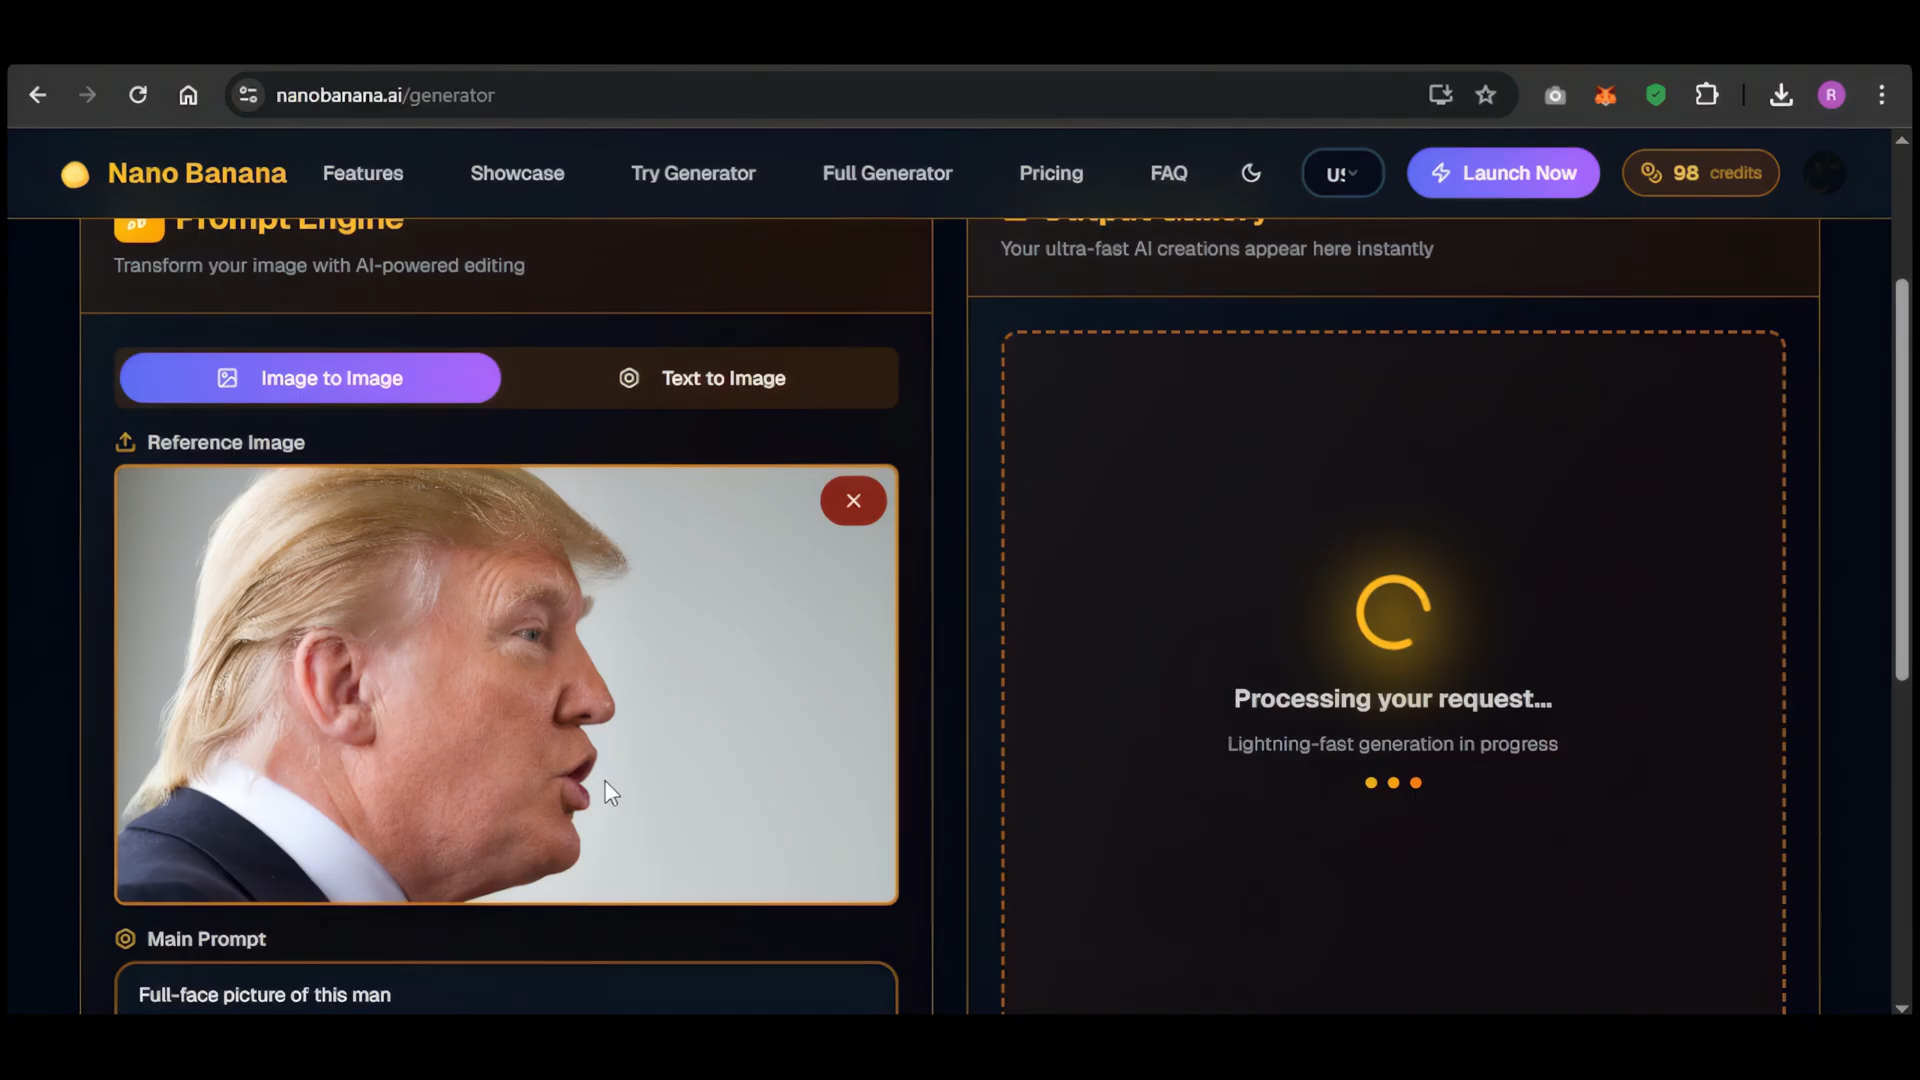 nanobanana.ai/generator
R
Nano Banana
Features
Showcase
Try Generator
Full Generator
Pricing
FAQ
Launch Now
98 credits
Prompt Engine
Transform your image with AI-powered editing
Your ultra-fast AI creations appear here instantly
Image to Image
Text to Image
Reference Image
Processing your request...
Lightning-fast generation in progress
Main Prompt
Full-face picture of this man